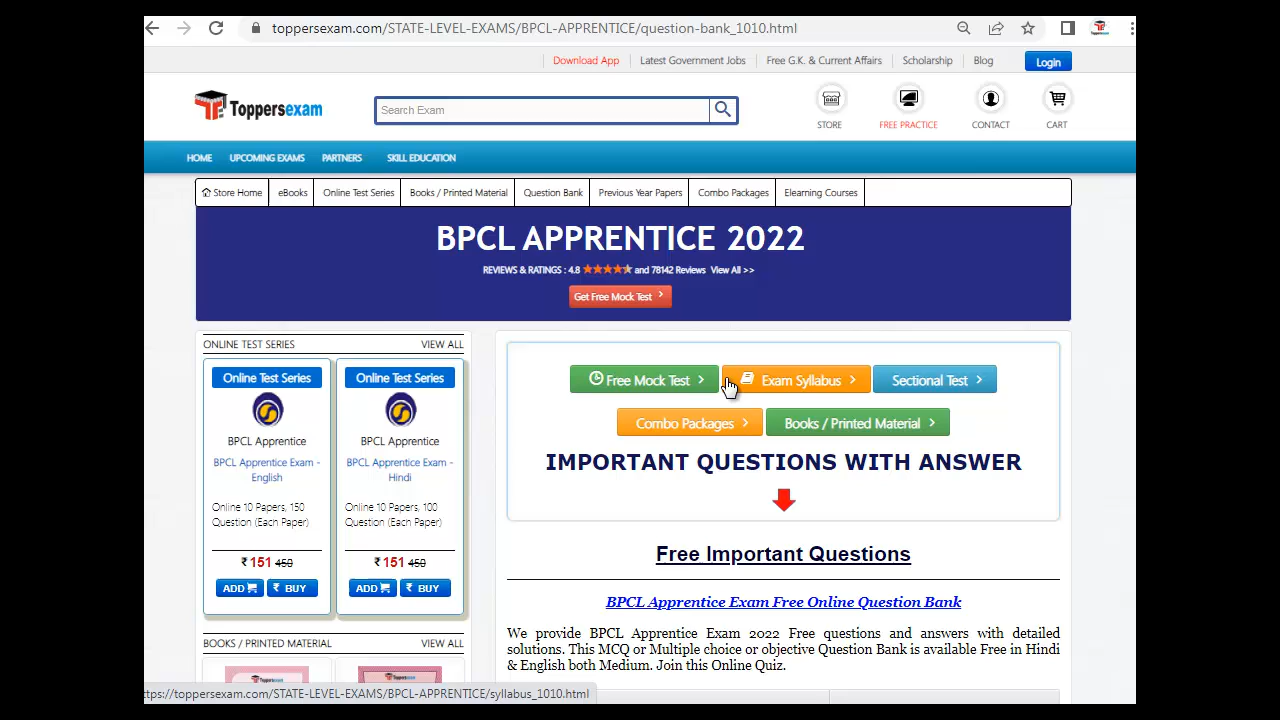 toppersexam.com/STATE-LEVEL-EXAMS/BPCL-APPRENTICE/question-bank_1010.html
Download App Latest Government Jobs Free G.K. & Current Affairs Scholarship Blog Login
Toppersexam
Search Exam
STORE FREE PRACTICE CONTACT CART
HOME UPCOMING EXAMS PARTNERS SKILL EDUCATION
Store Home eBooks Online Test Series Books / Printed Material Question Bank Previous Year Papers Combo Packages Elearning Courses
BPCL APPRENTICE 2022
REVIEWS & RATINGS : 4.8 and 78142 Reviews View All >>
Get Free Mock Test
ONLINE TEST SERIES VIEW ALL
Online Test Series
BPCL Apprentice
BPCL Apprentice Exam -
English
Online 10 Papers, 150
Question (Each Paper)
₹ 151 450
ADD ₹ BUY
Online Test Series
BPCL Apprentice
BPCL Apprentice Exam -
Hindi
Online 10 Papers, 100
Question (Each Paper)
₹ 151 450
ADD ₹ BUY
BOOKS / PRINTED MATERIAL VIEW ALL
Toppersexam
Toppersexam
Free Mock Test Exam Syllabus Sectional Test
Combo Packages Books / Printed Material
IMPORTANT QUESTIONS WITH ANSWER
Free Important Questions
BPCL Apprentice Exam Free Online Question Bank
We provide BPCL Apprentice Exam 2022 Free questions and answers with detailed
solutions. This MCQ or Multiple choice or objective Question Bank is available Free in Hindi
& English both Medium. Join this Online Quiz.
ttps://toppersexam.com/STATE-LEVEL-EXAMS/BPCL-APPRENTICE/syllabus_1010.html